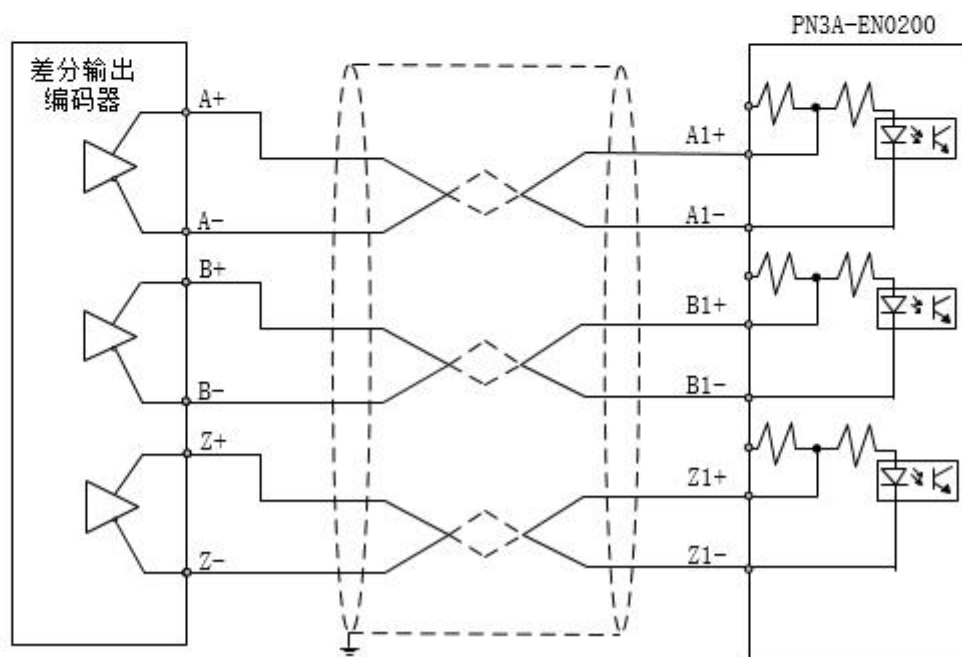 PN3A-EN0200
差分输出
编码器
A+
A1+
A-
A1-
B+
B1+
B-
B1-
Z+
Z1+
Z-
Z1-